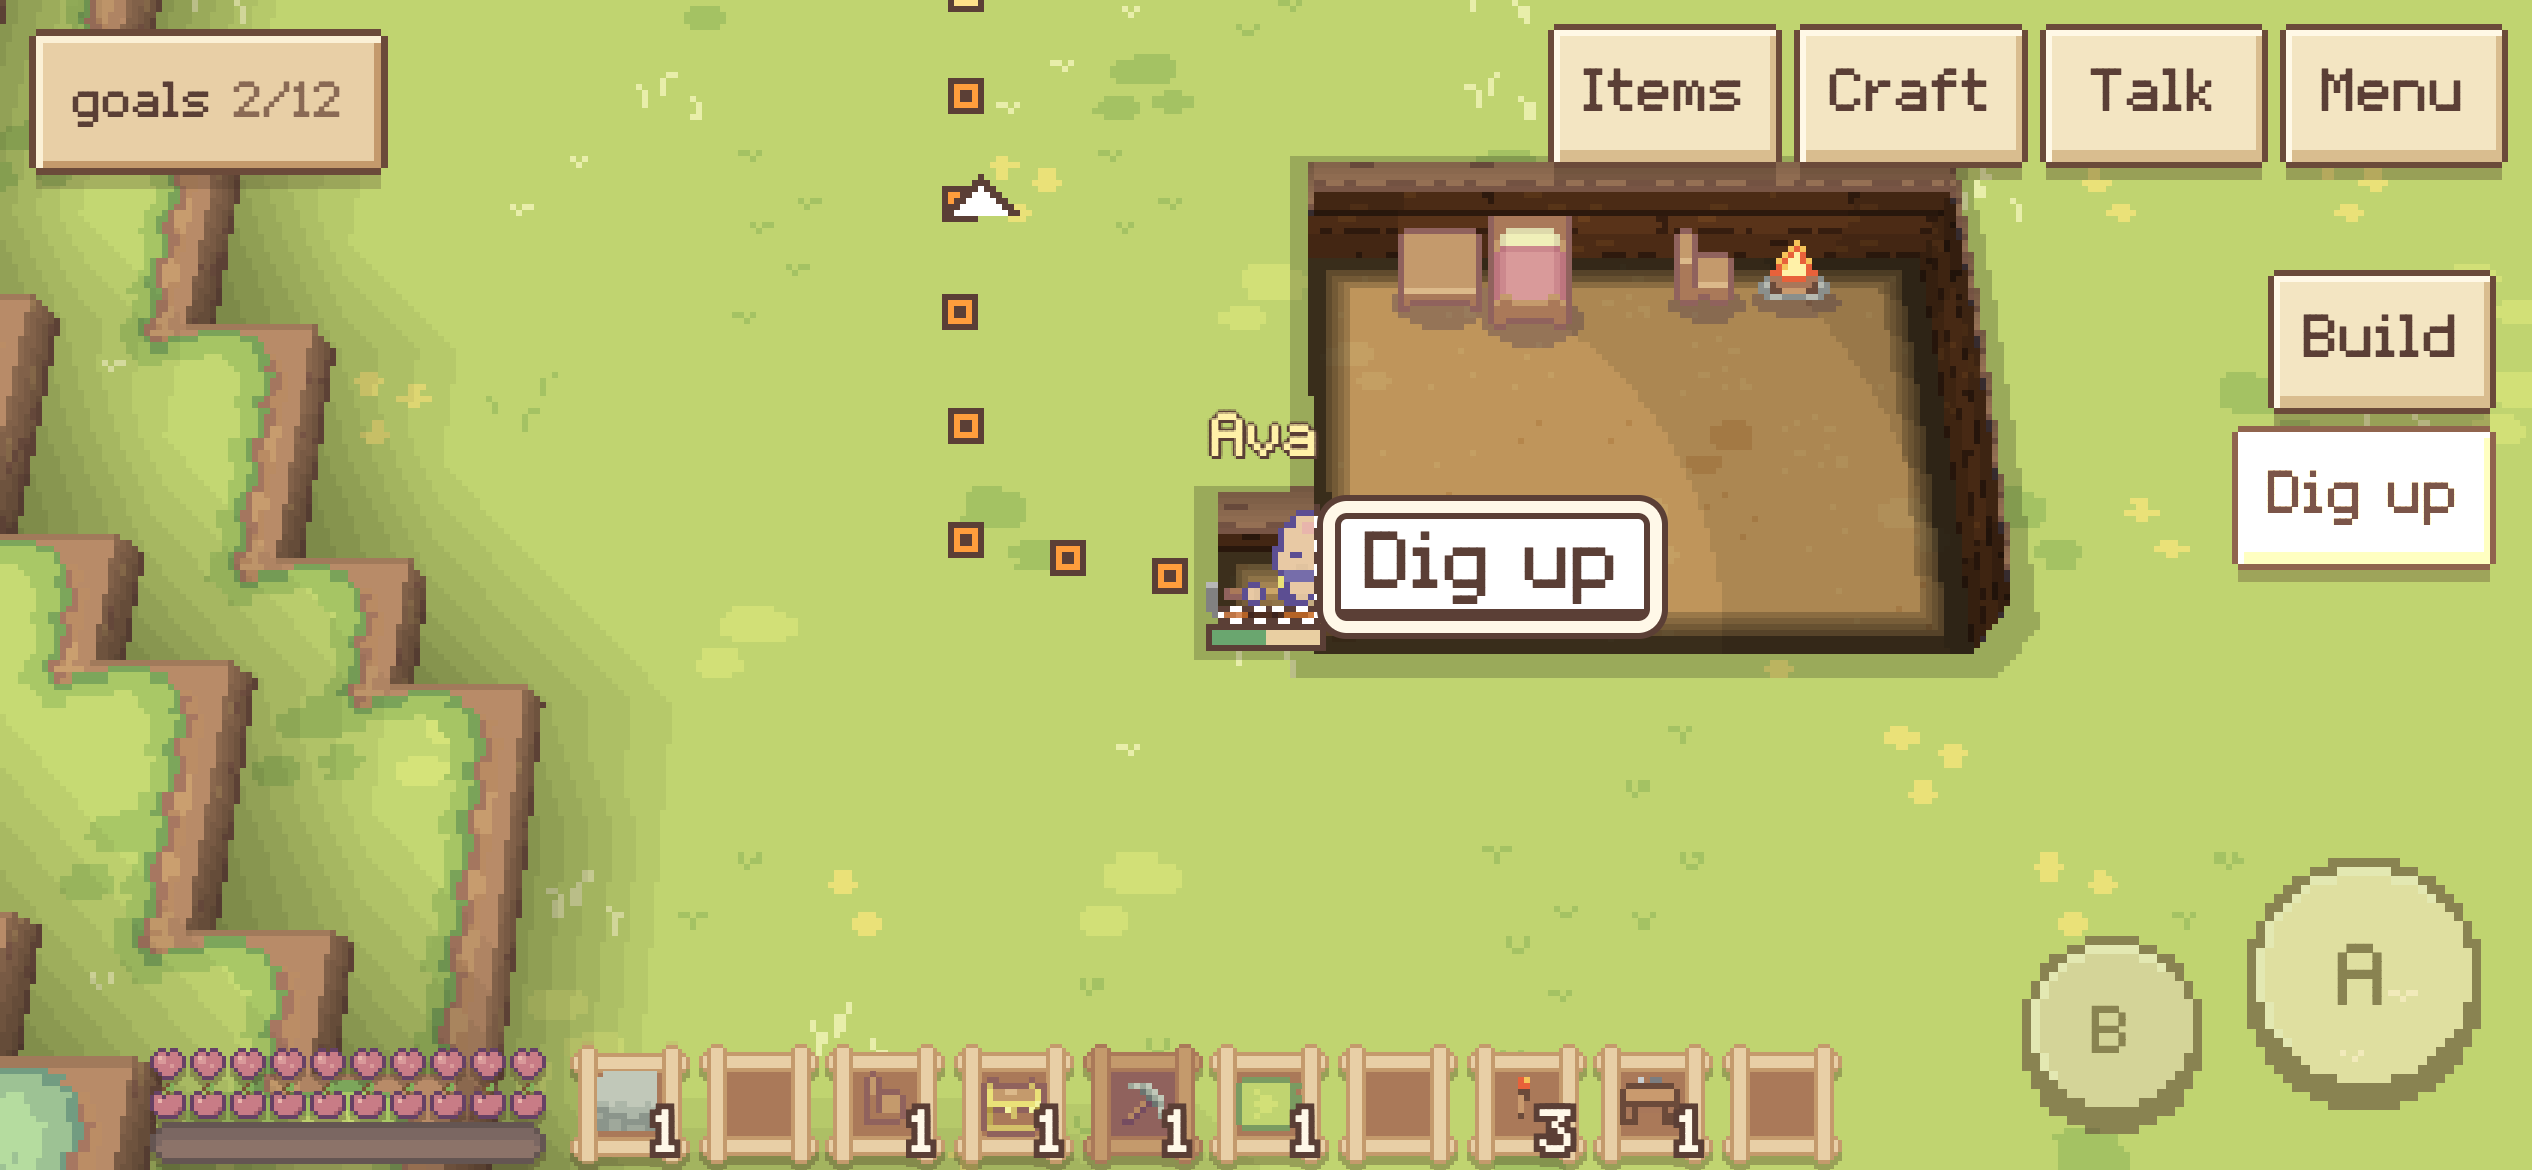 goals 2/12
Items
Craft
Talk
Menu
Build
Dig up
Ava
Dig up
A
B
1
1
1
1
1
3
1